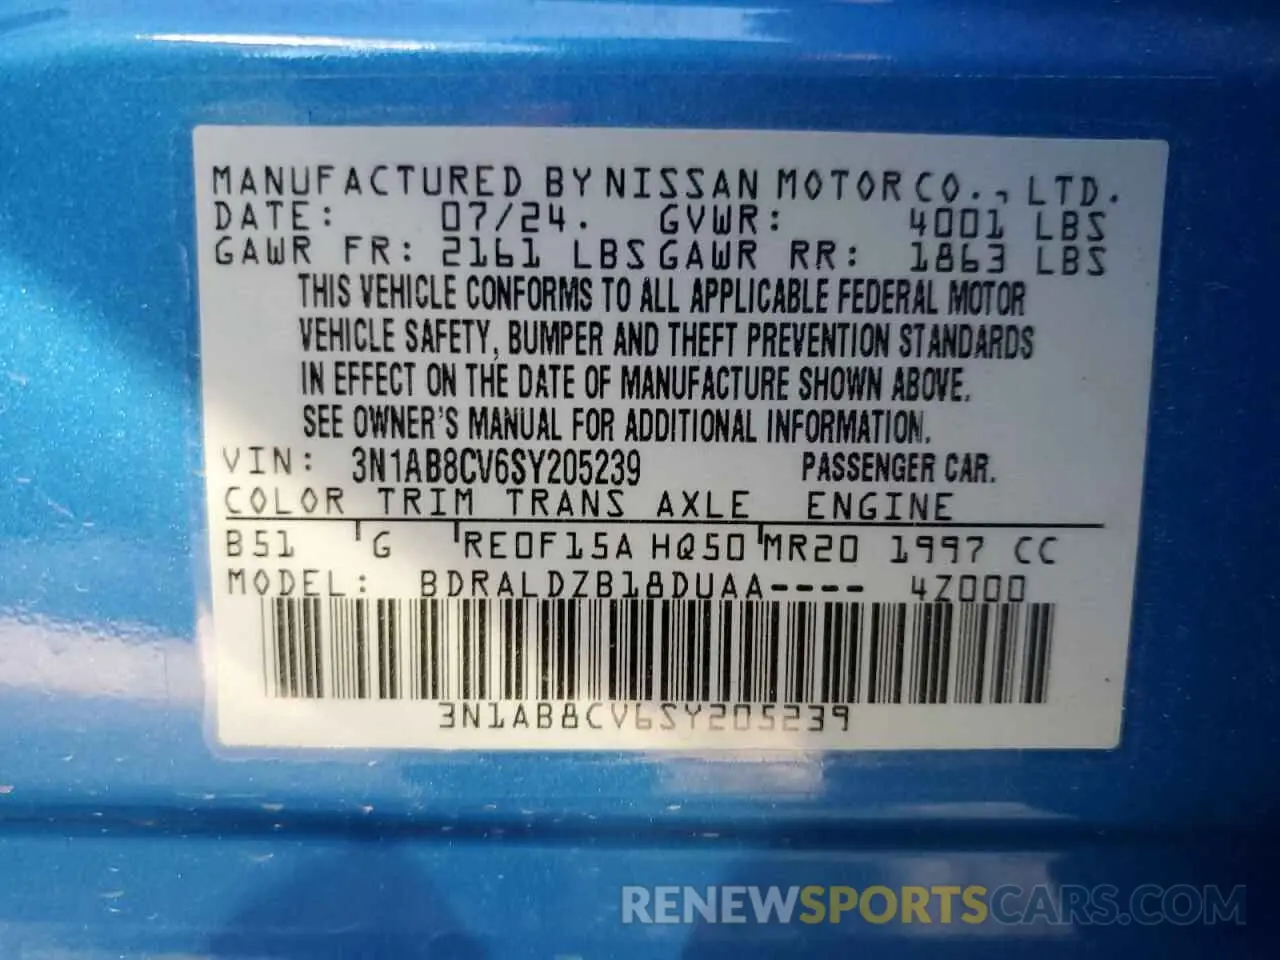 MANUFACTURED BY NISSAN MOTOR CO., LTD.
DATE: 07/24. GVWR: 4001 LBS
GAWR FR: 2161 LBS GAWR RR: 1863 LBS
THIS VEHICLE CONFORMS TO ALL APPLICABLE FEDERAL MOTOR
VEHICLE SAFETY, BUMPER AND THEFT PREVENTION STANDARDS
IN EFFECT ON THE DATE OF MANUFACTURE SHOWN ABOVE.
SEE OWNER'S MANUAL FOR ADDITIONAL INFORMATION.
VIN: 3N1AB8CV6SY205239 PASSENGER CAR.
COLOR TRIM TRANS AXLE ENGINE
B51 G RE0F15A HQ50 MR20 1997 CC
MODEL: BDRALDZB18DUAA---- 4Z000
3N1AB8CV6SY205239
RENEWSPORTSCARS.COM